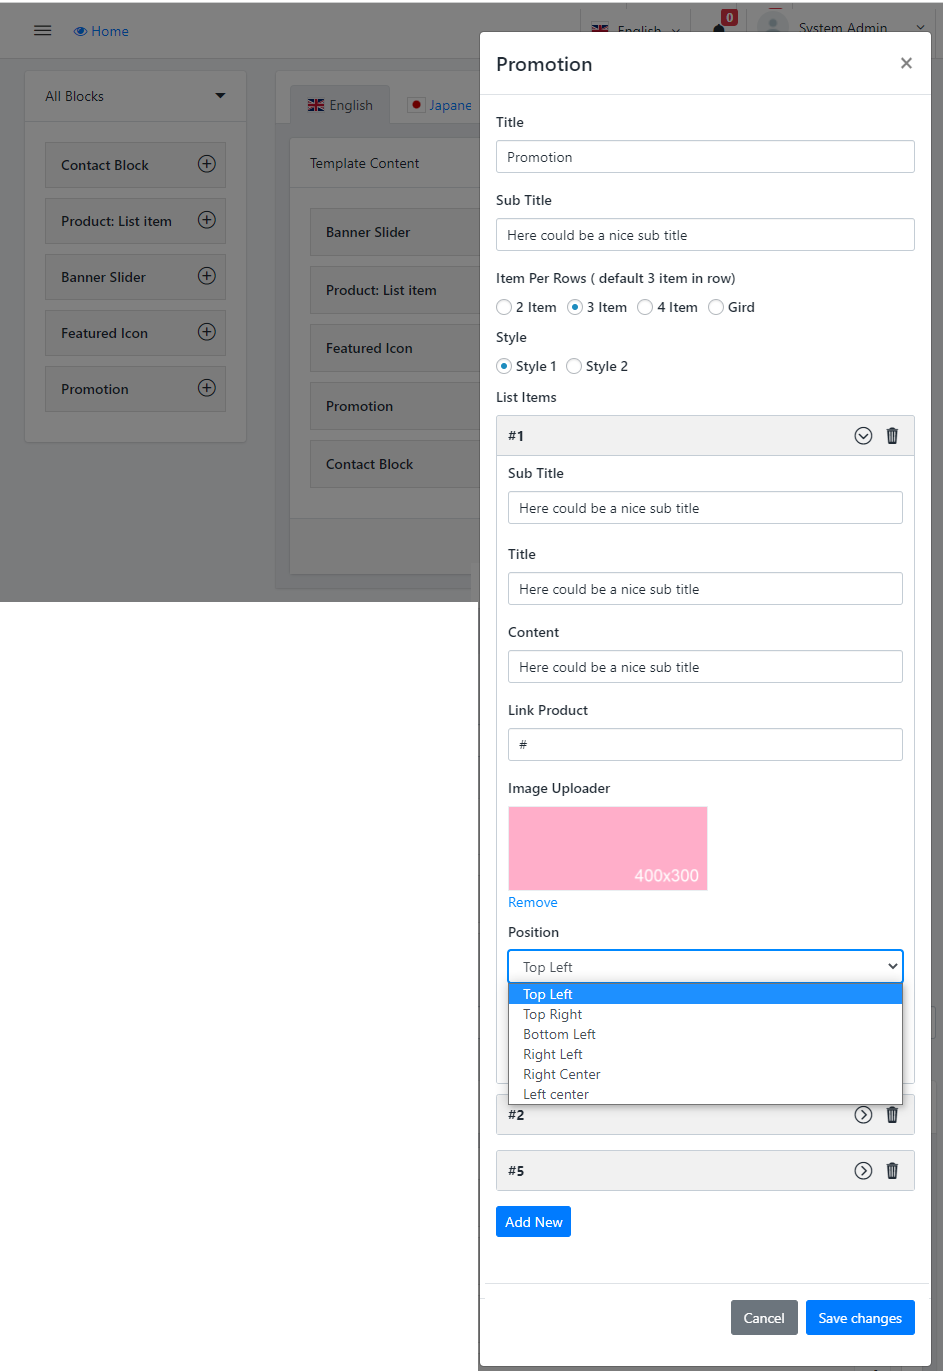 Home
English
0
System Admin
All Blocks
Contact Block
Product: List item
Banner Slider
Featured Icon
Promotion
English
Japane
Template Content
Banner Slider
Product: List item
Featured Icon
Promotion
Contact Block
Promotion
×
Title
Promotion
Sub Title
Here could be a nice sub title
Item Per Rows ( default 3 item in row)
2 Item 3 Item 4 Item Gird
Style
Style 1 Style 2
List Items
#1
Sub Title
Here could be a nice sub title
Title
Here could be a nice sub title
Content
Here could be a nice sub title
Link Product
#
Image Uploader
400x300
Remove
Position
Top Left
Top Left
Top Right
Bottom Left
Right Left
Right Center
Left center
#2
#5
Add New
Cancel Save changes